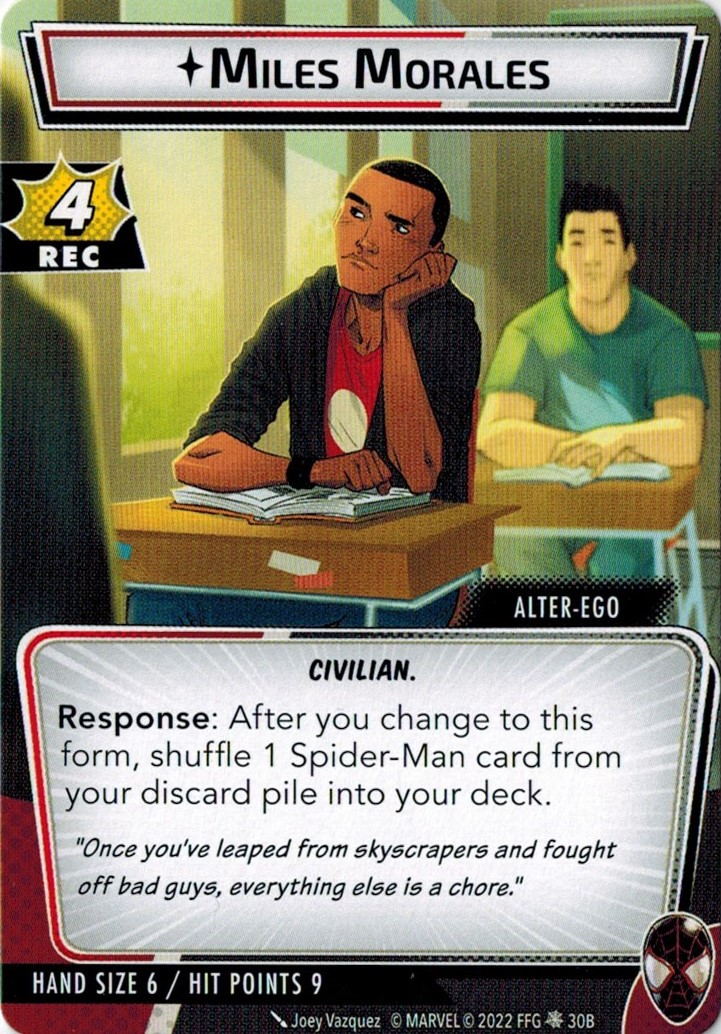 MILES MORALES
4
REC
ALTER-EGO
CIVILIAN.
Response: After you change to this
form, shuffle 1 Spider-Man card from
your discard pile into your deck.
"Once you've leaped from skyscrapers and fought
off bad guys, everything else is a chore."
HAND SIZE 6 / HIT POINTS 9
Joey Vazquez © MARVEL © 2022 FFG 30B